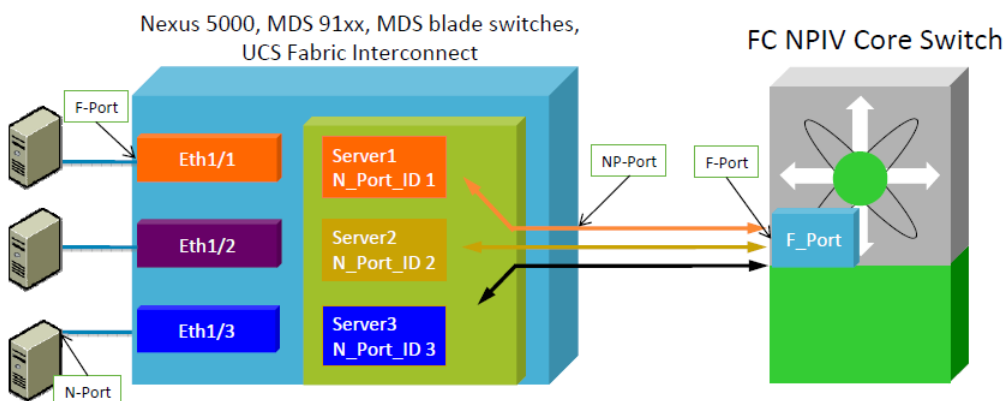 Nexus 5000, MDS 91xx, MDS blade switches,
UCS Fabric Interconnect
FC NPIV Core Switch
F-Port
Eth1/1
Server1
N_Port_ID 1
NP-Port
F-Port
Eth1/2
Server2
N_Port_ID 2
F_Port
Eth1/3
Server3
N_Port_ID 3
N-Port